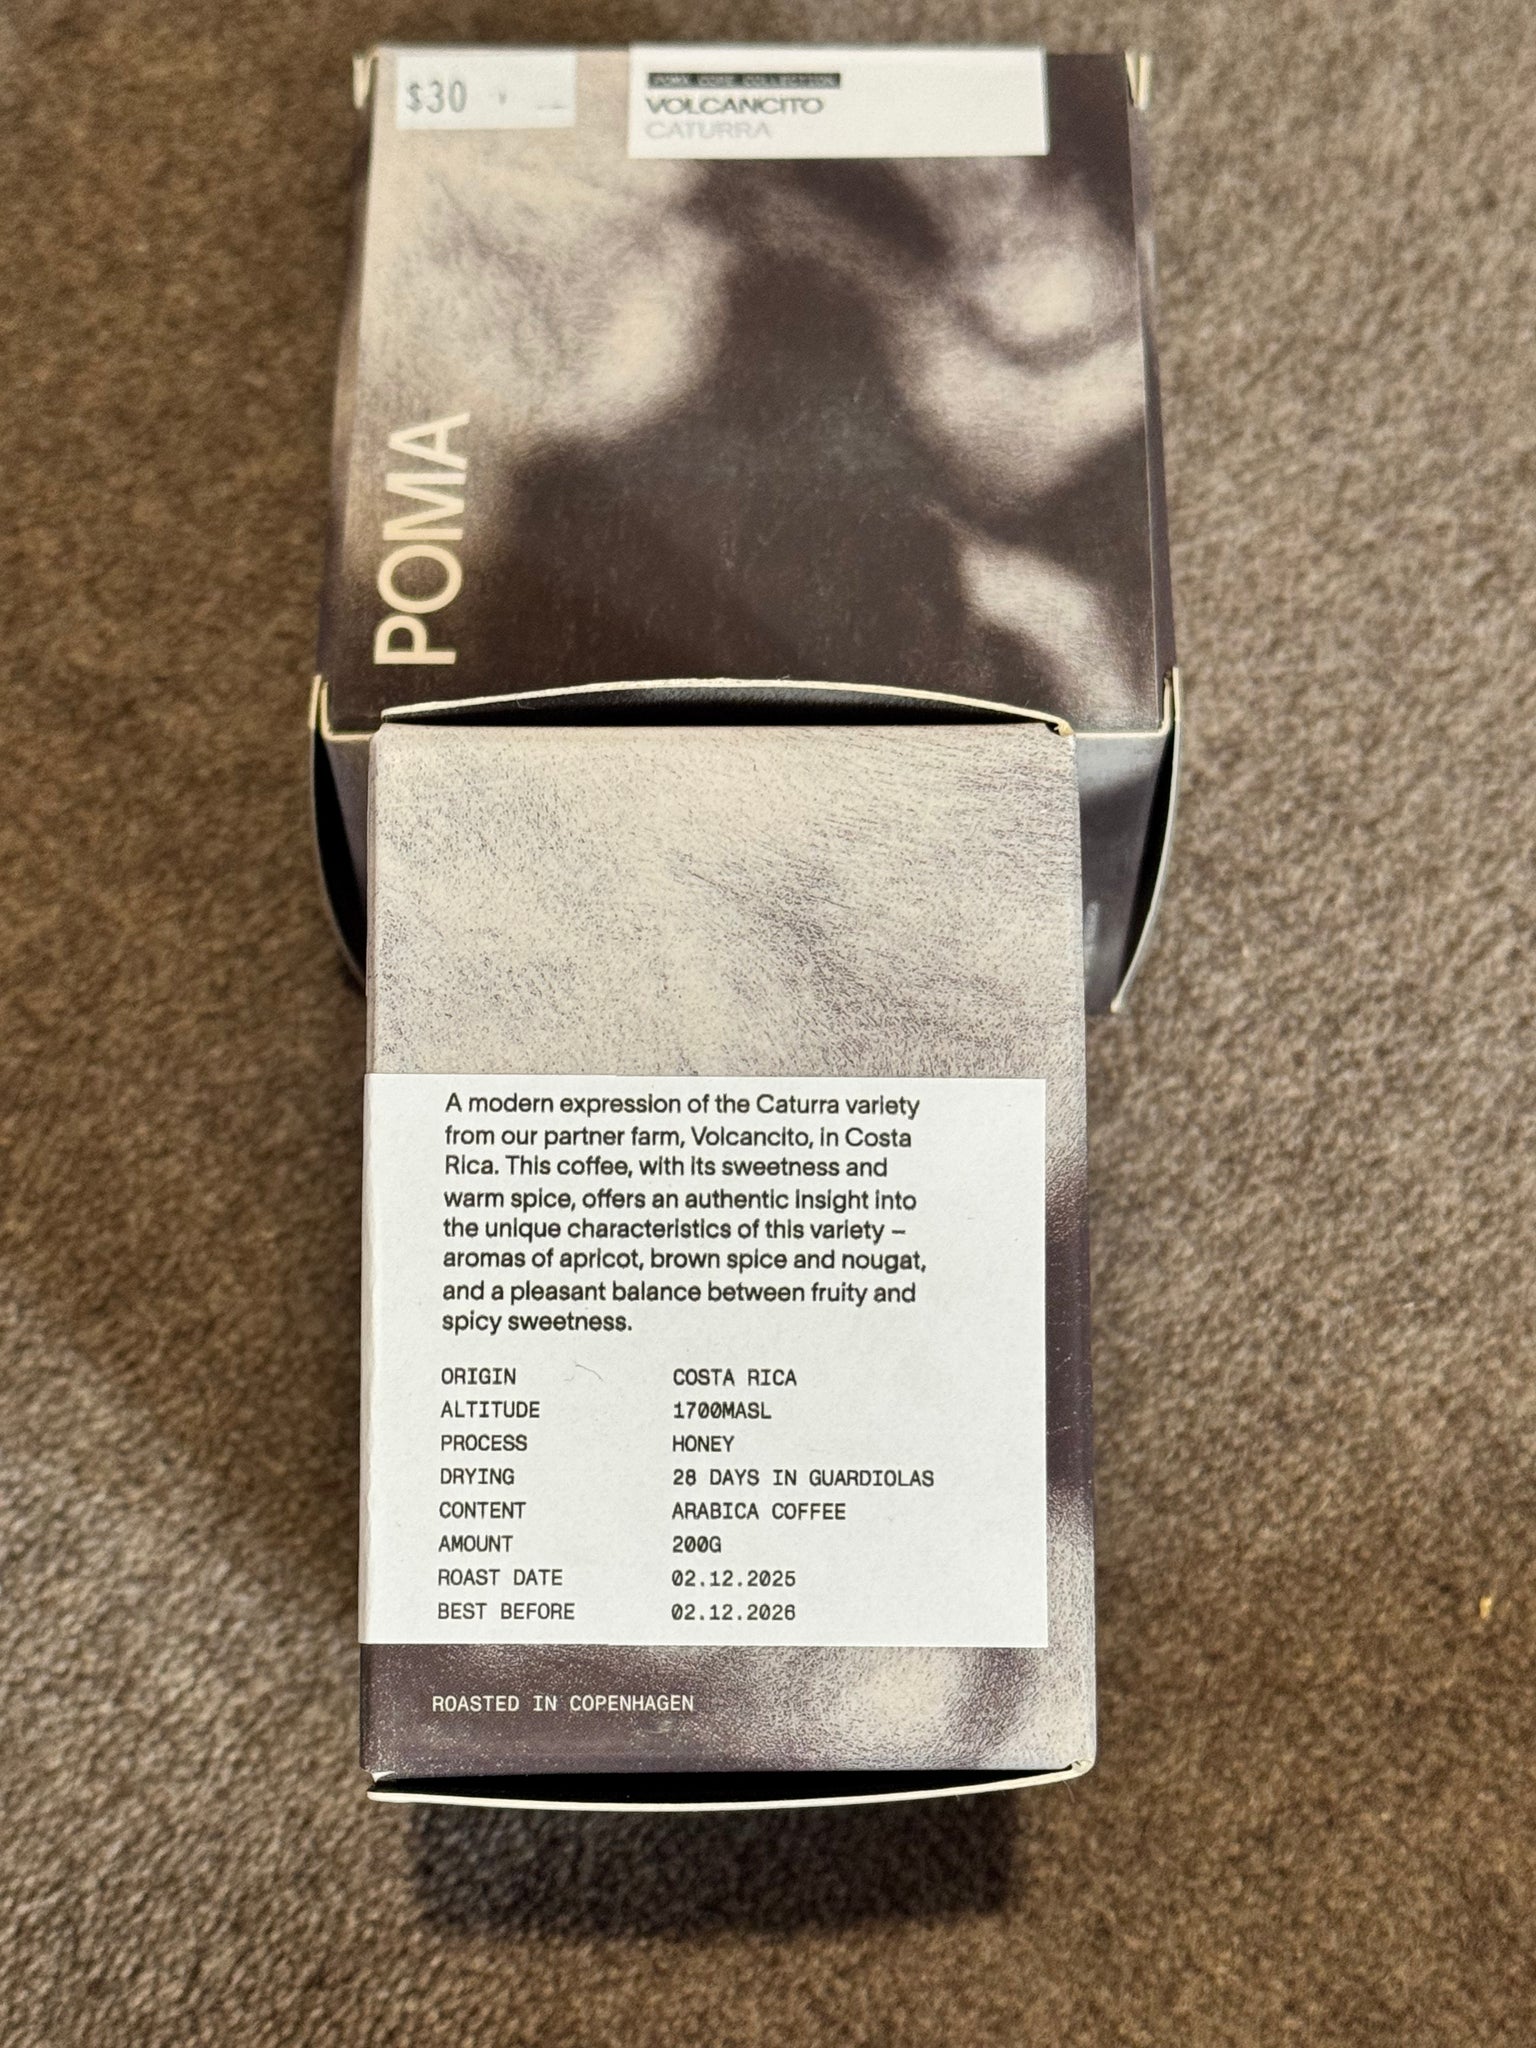 $30
POMA CORE COLLECTION
VOLCANCITO
CATURRA
POMA
A modern expression of the Caturra variety
from our partner farm, Volcancito, in Costa
Rica. This coffee, with its sweetness and
warm spice, offers an authentic insight into
the unique characteristics of this variety –
aromas of apricot, brown spice and nougat,
and a pleasant balance between fruity and
spicy sweetness.
ORIGIN COSTA RICA
ALTITUDE 1700MASL
PROCESS HONEY
DRYING 28 DAYS IN GUARDIOLAS
CONTENT ARABICA COFFEE
AMOUNT 200G
ROAST DATE 02.12.2025
BEST BEFORE 02.12.2026
ROASTED IN COPENHAGEN